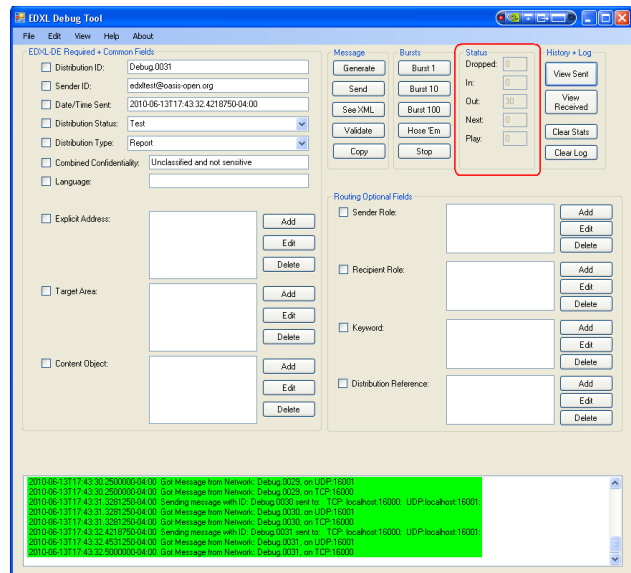 EDXL Debug Tool
File Edit View Help About
EDXL-DE Required + Common Fields
Distribution ID: Debug.0031
Sender ID: edxltest@oasis-open.org
Date/Time Sent: 2010-06-13T17:43:32.4218750-04:00
Distribution Status: Test
Distribution Type: Report
Combined Confidentiality: Unclassified and not sensitive
Language:
Explicit Address:
Add
Edit
Delete
Target Area:
Add
Edit
Delete
Content Object:
Add
Edit
Delete
Message
Generate
Send
See XML
Validate
Copy
Bursts
Burst 1
Burst 10
Burst 100
Hose 'Em
Stop
Status
Dropped: 0
In: 0
Out: 30
Next: 0
Play: 0
History + Log
View Sent
View
Received
Clear Stats
Clear Log
Routing Optional Fields
Sender Role:
Add
Edit
Delete
Recipient Role:
Add
Edit
Delete
Keyword:
Add
Edit
Delete
Distribution Reference:
Add
Edit
Delete
2010-06-13T17:43:30.2500000-04:00 Got Message from Network: Debug.0029, on UDP:16001
2010-06-13T17:43:30.2500000-04:00 Got Message from Network: Debug.0029, on TCP:16000
2010-06-13T17:43:31.3281250-04:00 Sending message with ID: Debug.0030 sent to: TCP: localhost:16000: UDP:localhost:16001:
2010-06-13T17:43:31.3281250-04:00 Got Message from Network: Debug.0030, on UDP:16001
2010-06-13T17:43:31.3281250-04:00 Got Message from Network: Debug.0030, on TCP:16000
2010-06-13T17:43:32.4218750-04:00 Sending message with ID: Debug.0031 sent to: TCP: localhost:16000: UDP:localhost:16001:
2010-06-13T17:43:32.4531250-04:00 Got Message from Network: Debug.0031, on UDP:16001
2010-06-13T17:43:32.5000000-04:00 Got Message from Network: Debug.0031, on TCP:16000